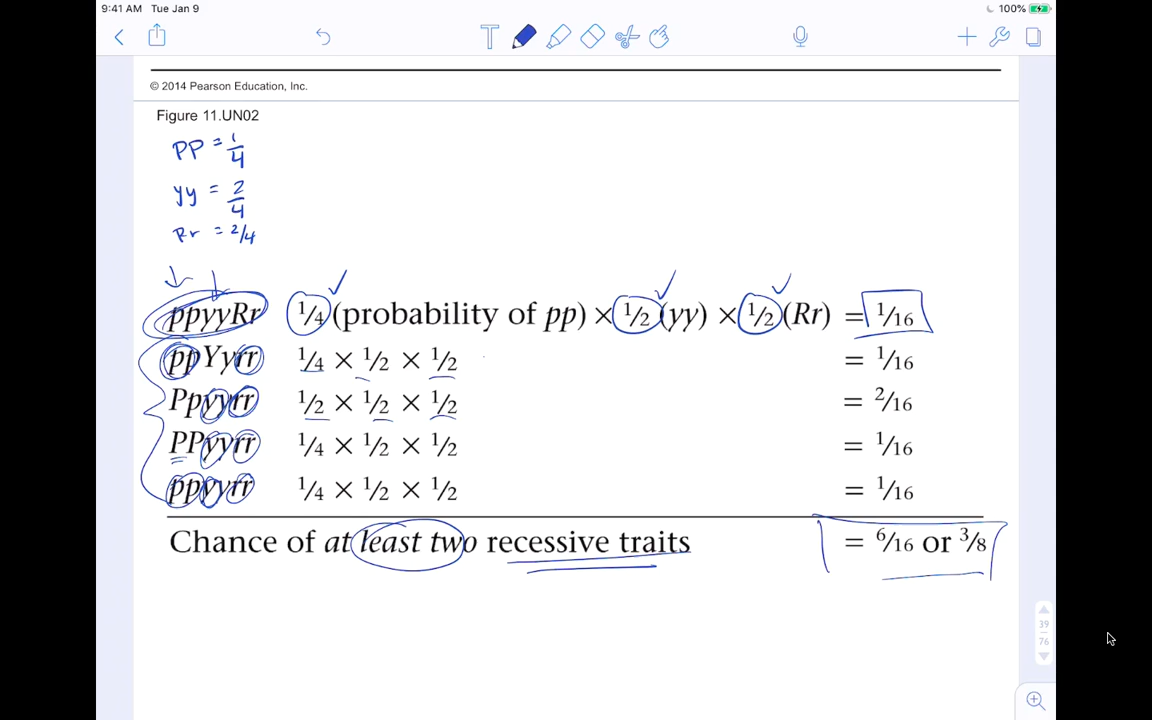 9:41 AM Tue Jan 9
100%
© 2014 Pearson Education, Inc.
Figure 11.UN02
PP = 1/4
yy = 2/4
Rr = 2/4
ppyyRr ¹/₄ (probability of pp) × ¹/₂ (yy) × ¹/₂ (Rr) = ¹/₁₆
ppYyrr ¹/₄ × ¹/₂ × ¹/₂ = ¹/₁₆
Ppyyrr ¹/₂ × ¹/₂ × ¹/₂ = ²/₁₆
PPyyrr ¹/₄ × ¹/₂ × ¹/₂ = ¹/₁₆
ppyyrr ¹/₄ × ¹/₂ × ¹/₂ = ¹/₁₆
Chance of at least two recessive traits = ⁶/₁₆ or ³/₈
39
76